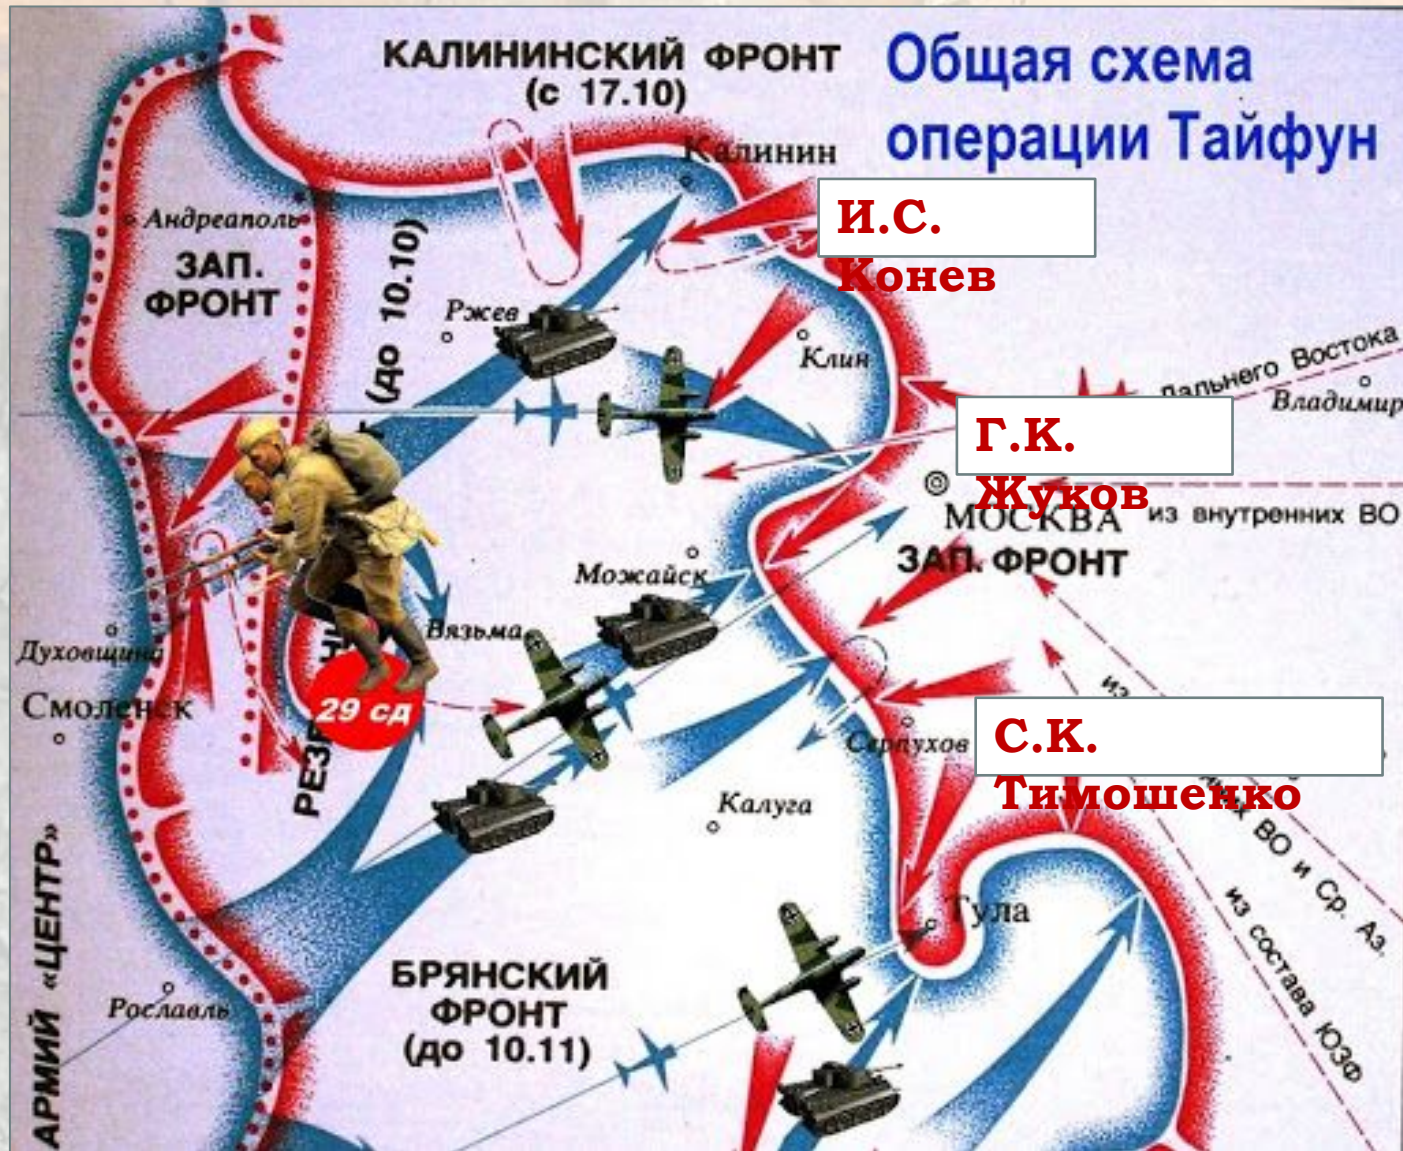 КАЛИНИНСКИЙ ФРОНТ
(с 17.10)
Общая схема
операции Тайфун
Калинин
И.С.
Конев
Андреаполь
ЗАП.
ФРОНТ
(до 10.10)
Ржев
Клин
Дальнего Востока
Владимир
Г.К.
Жуков
МОСКВА
из внутренних ВО
ЗАП. ФРОНТ
Можайск
Вязьма
Духовщина
Смоленск
29 сд
из
Серпухов
С.К.
Тимошенко
Калуга
ВО и Ср. Аз.
из состава ЮЗФ
Тула
АРМИЙ «ЦЕНТР»
Рославль
БРЯНСКИЙ
ФРОНТ
(до 10.11)